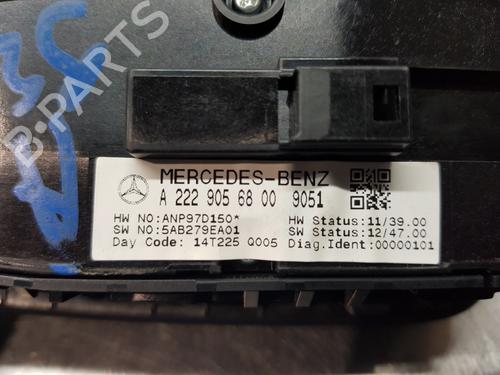 B-PARTS
MERCEDES-BENZ
A 222 905 68 00 9051
HW NO:ANP97D150* HW Status:11/39.00
SW NO:5AB279EA01 SW Status:12/47.00
Day Code: 14T225 Q005 Diag.Ident:00000101